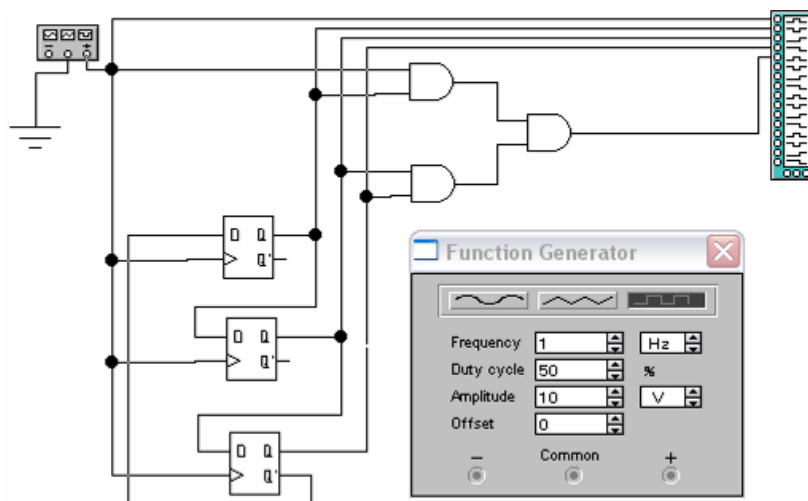 − +
D Q
Q'
D Q
Q'
D Q
Q'
Function Generator
Frequency 1 Hz
Duty cycle 50 %
Amplitude 10 V
Offset 0
− Common +